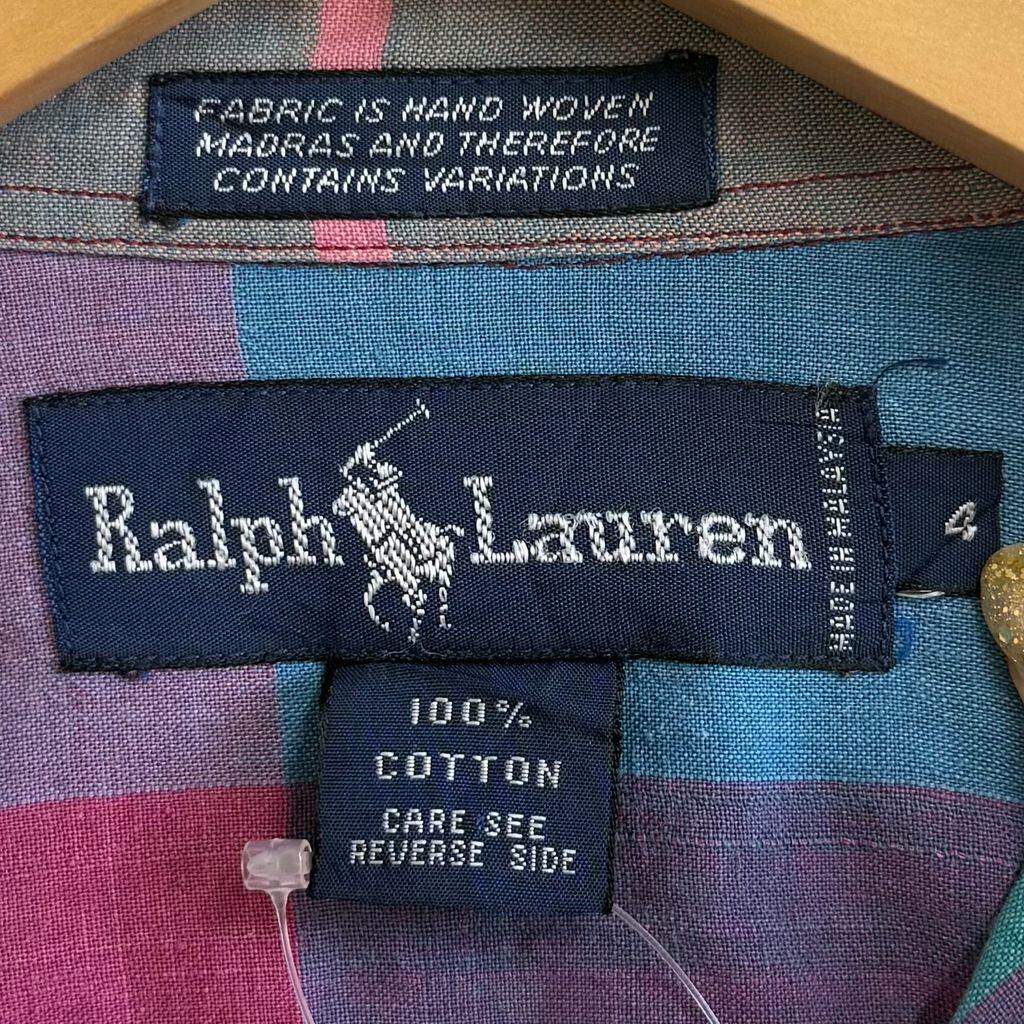 FABRIC IS HAND WOVEN
MADRAS AND THEREFORE
CONTAINS VARIATIONS
Ralph Lauren
MADE IN MALAYSIA
4
100%
COTTON
CARE SEE
REVERSE SIDE